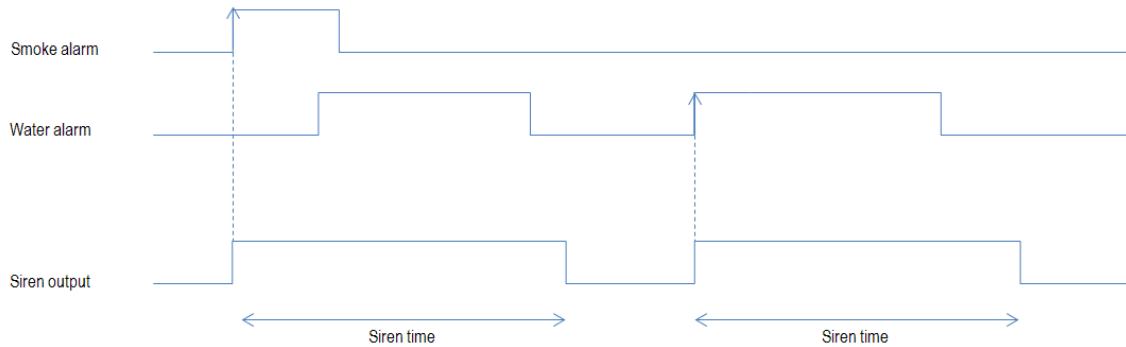 Smoke alarm
Water alarm
Siren output
Siren time
Siren time